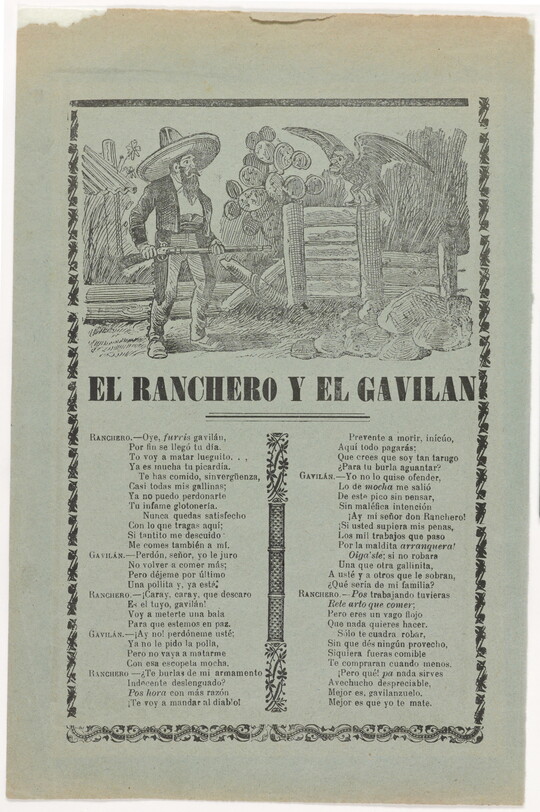 EL RANCHERO Y EL GAVILAN
RANCHERO.—Oye, furris gavilán,
Por fin se llegó tu día.
To voy a matar lueguito. . ,
Ya es mucha tu picardía.
Te has comido, sinvergüenza,
Casi todas mis gallinas;
Ya no puedo perdonarte
Tu infame glotonería.
Nunca quedas satisfecho
Con lo que tragas aquí;
Si tantito me descuido
Me comes también a mí.
GAVILÁN.—Perdón, señor, yo le juro
No volver a comer más;
Pero déjeme por último
Una pollita y, ya está.
RANCHERO.—¡Caray, caray, que descaro
Es el tuyo, gavilán!
Voy a meterte una bala
Para que estemos en paz.
GAVILÁN.—¡Ay no! perdóneme usté;
Ya no le pido la polla,
Pero no vaya a matarme
Con esa escopeta mocha.
RANCHERO —¿Te burlas de mi armamento
Indecente deslenguado?
Pos hora con más razón
¡Te voy a mandar al diablo!
Prevente a morir, inicúo,
Aquí todo pagarás;
Que crees que soy tan tarugo
¿Para tu burla aguantar?
GAVILÁN.—Yo no lo quise ofender,
Lo de mocha me salió
De este pico sin pensar,
Sin maléfica intención
¡Ay mi señor don Ranchero!
¡Si usted supiera mis penas,
Los mil trabajos que paso
Por la maldita arranquera!
Oiga'ste; si no robara
Una que otra gallinita,
A usté y a otros que le sobran,
¿Qué sería de mi familia?
RANCHERO.—Pos trabajando tuvieras
Rete arto que comer;
Pero eres un vago flojo
Que nada quieres hacer.
Sólo te cuadra robar,
Sin que dés ningún provecho,
Siquiera fueras comible
Te compraran cuando menos.
¡Pero qué! pa nada sirves
Avechucho despreciable,
Mejor es, gavilanzuelo,
Mejor es que yo te mate.